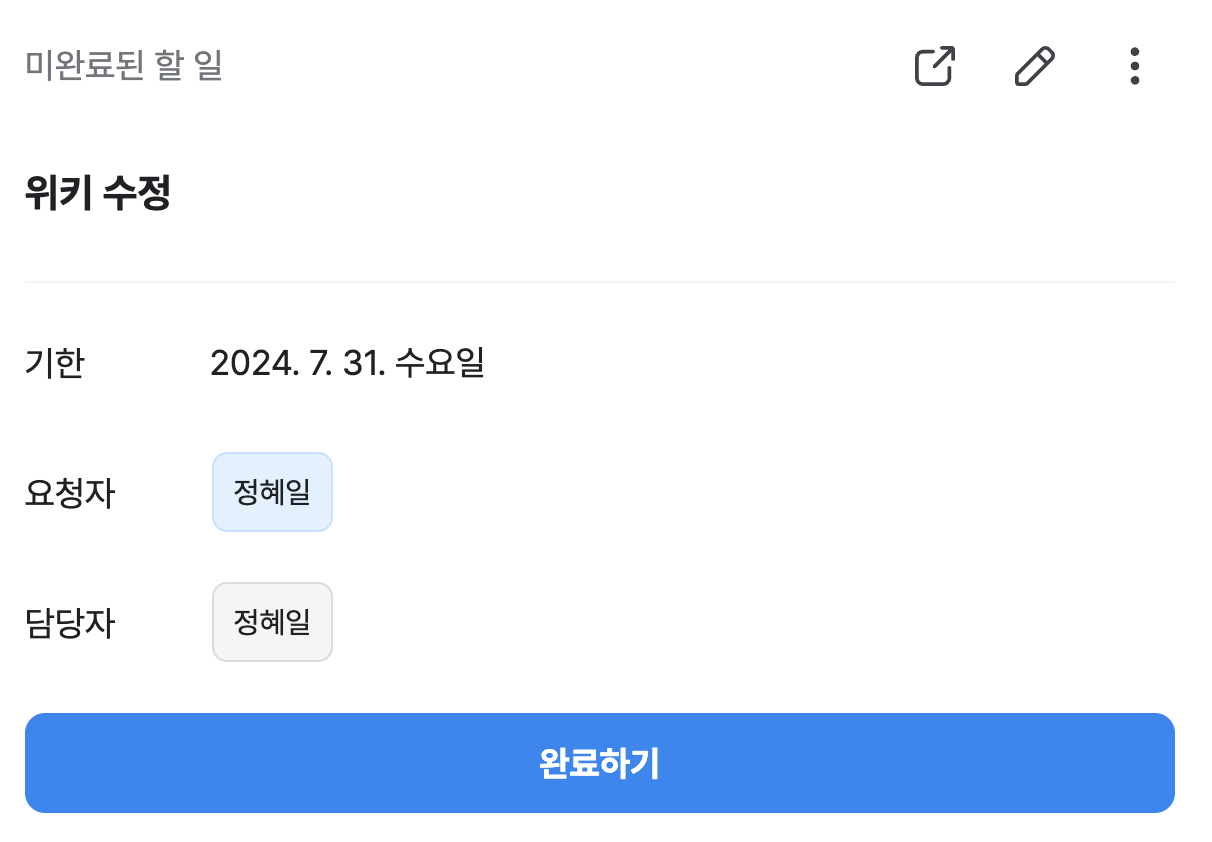 미완료된 할 일
위키 수정
기한 2024. 7. 31. 수요일
요청자 정혜일
담당자 정혜일
완료하기